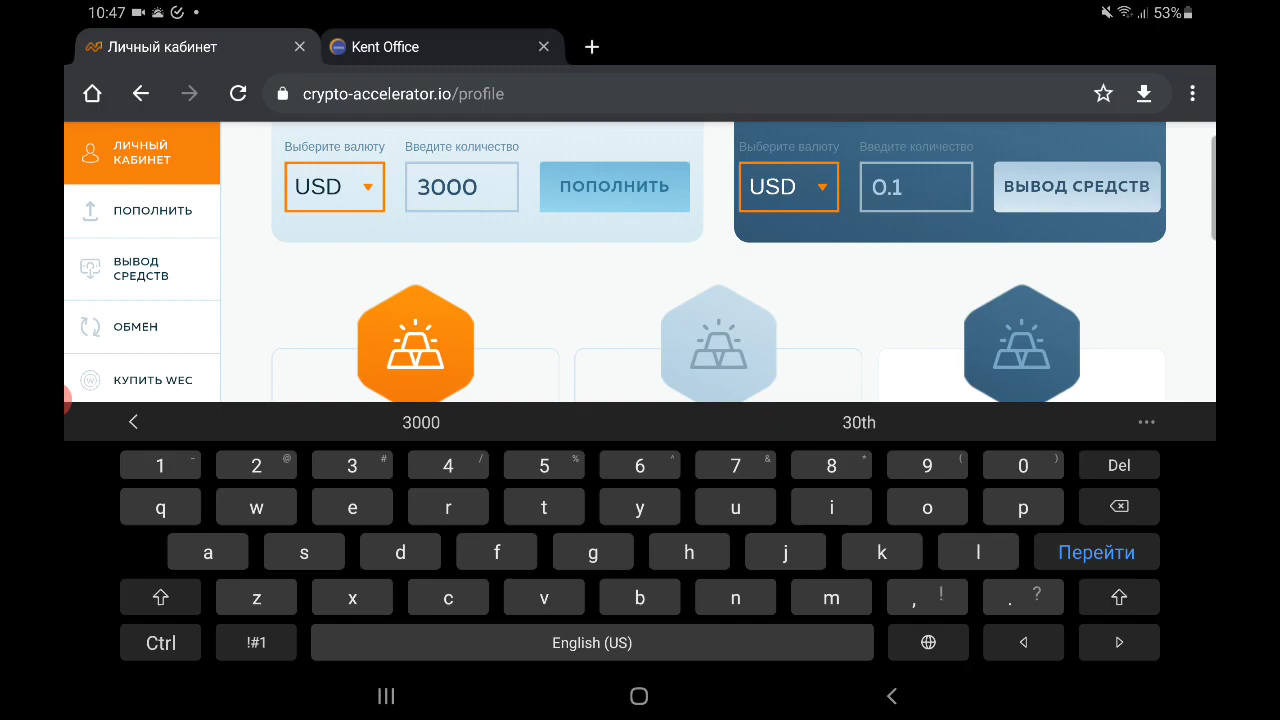 10:47
53%
Личный кабинет
Kent Office
crypto-accelerator.io/profile
ЛИЧНЫЙ
КАБИНЕТ
ПОПОЛНИТЬ
ВЫВОД
СРЕДСТВ
ОБМЕН
КУПИТЬ WEC
Выберите валюту
Введите количество
USD
3000
ПОПОЛНИТЬ
Выберите валюту
Введите количество
USD
0.1
ВЫВОД СРЕДСТВ
3000
30th
1 2 @ 3 # 4 / 5 % 6 ^ 7 & 8 * 9 ( 0 ) Del
q w e r t y u i o p
a s d f g h j k l Перейти
z x c v b n m , ! . ?
Ctrl !#1 English (US)